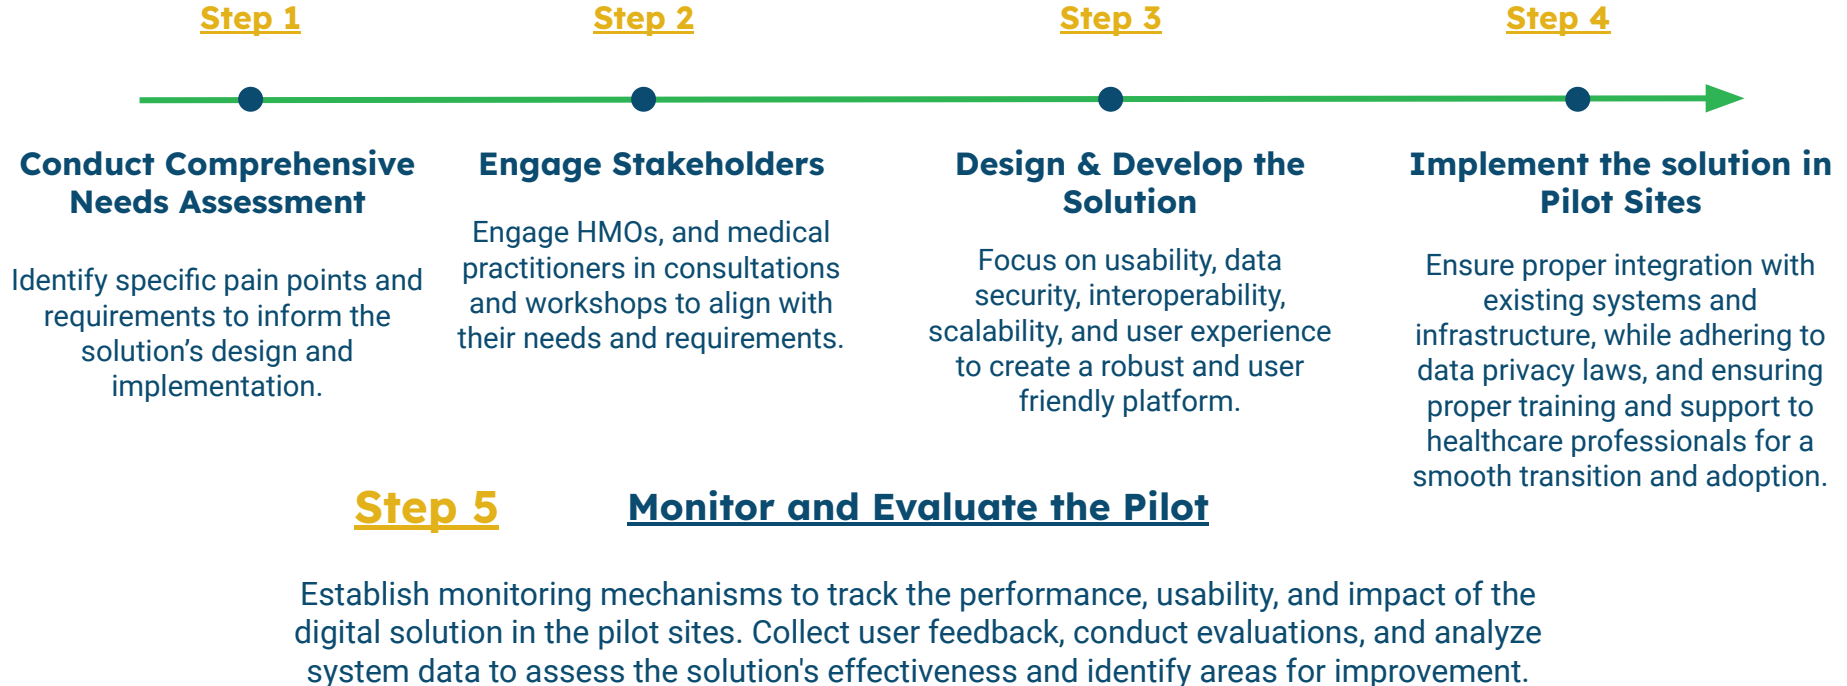 Step 1
Conduct Comprehensive
Needs Assessment
Identify specific pain points and
requirements to inform the
solution’s design and
implementation.
Step 2
Engage Stakeholders
Engage HMOs, and medical
practitioners in consultations
and workshops to align with
their needs and requirements.
Step 3
Design & Develop the
Solution
Focus on usability, data
security, interoperability,
scalability, and user experience
to create a robust and user
friendly platform.
Step 4
Implement the solution in
Pilot Sites
Ensure proper integration with
existing systems and
infrastructure, while adhering to
data privacy laws, and ensuring
proper training and support to
healthcare professionals for a
smooth transition and adoption.
Step 5 Monitor and Evaluate the Pilot
Establish monitoring mechanisms to track the performance, usability, and impact of the
digital solution in the pilot sites. Collect user feedback, conduct evaluations, and analyze
system data to assess the solution's effectiveness and identify areas for improvement.